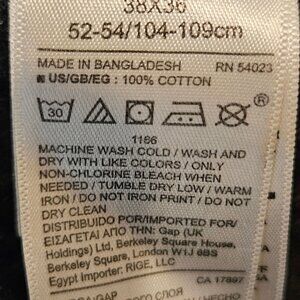 38X36
52-54/104-109cm
MADE IN BANGLADESH RN 54023
■ US/GB/EG : 100% COTTON
30
®
1166
MACHINE WASH COLD / WASH AND
DRY WITH LIKE COLORS / ONLY
NON-CHLORINE BLEACH WHEN
NEEDED / TUMBLE DRY LOW / WARM
IRON / DO NOT IRON PRINT / DO NOT
DRY CLEAN
DISTRIBUIDO POR/IMPORTED FOR/
ΕΙΣΑΓΕΤΑΙ ΑΠΟ ΤΗΝ: Gap (UK
Holdings) Ltd, Berkeley Square House,
Berkeley Square, London W1J 6BS
Egypt Importer: RIGE, LLC
CA 17897